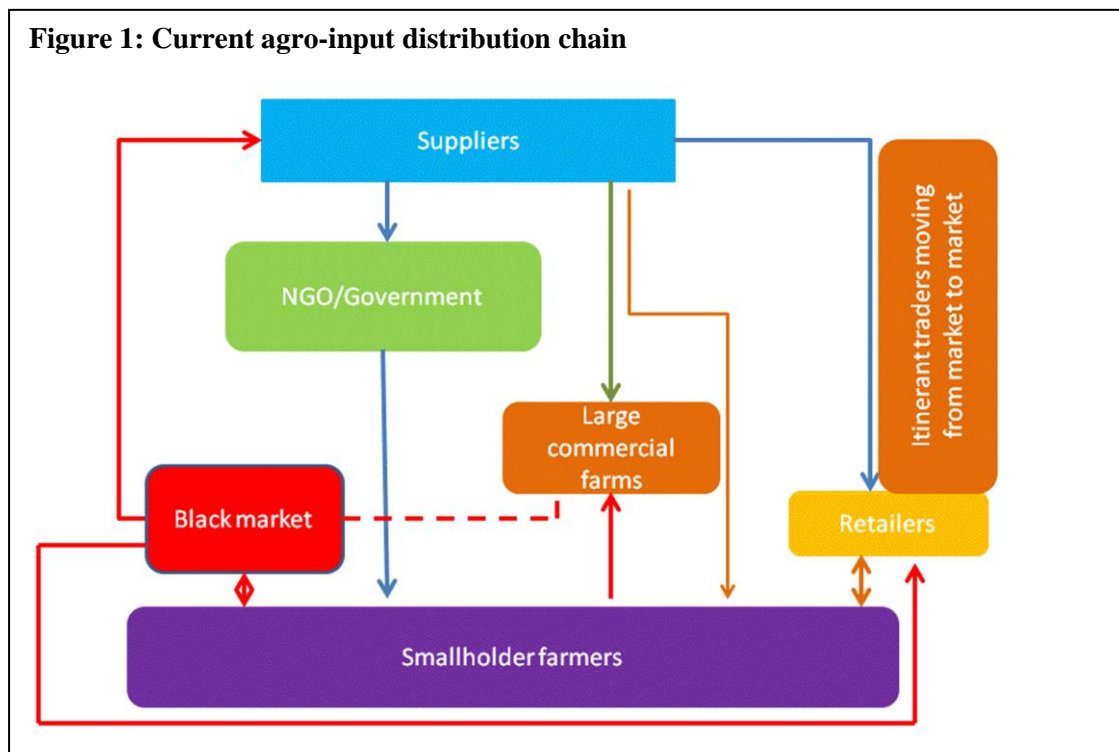 Figure 1: Current agro-input distribution chain
Suppliers
Itinerant traders moving
from market to market
NGO/Government
Large
commercial
farms
Black market
Retailers
Smallholder farmers